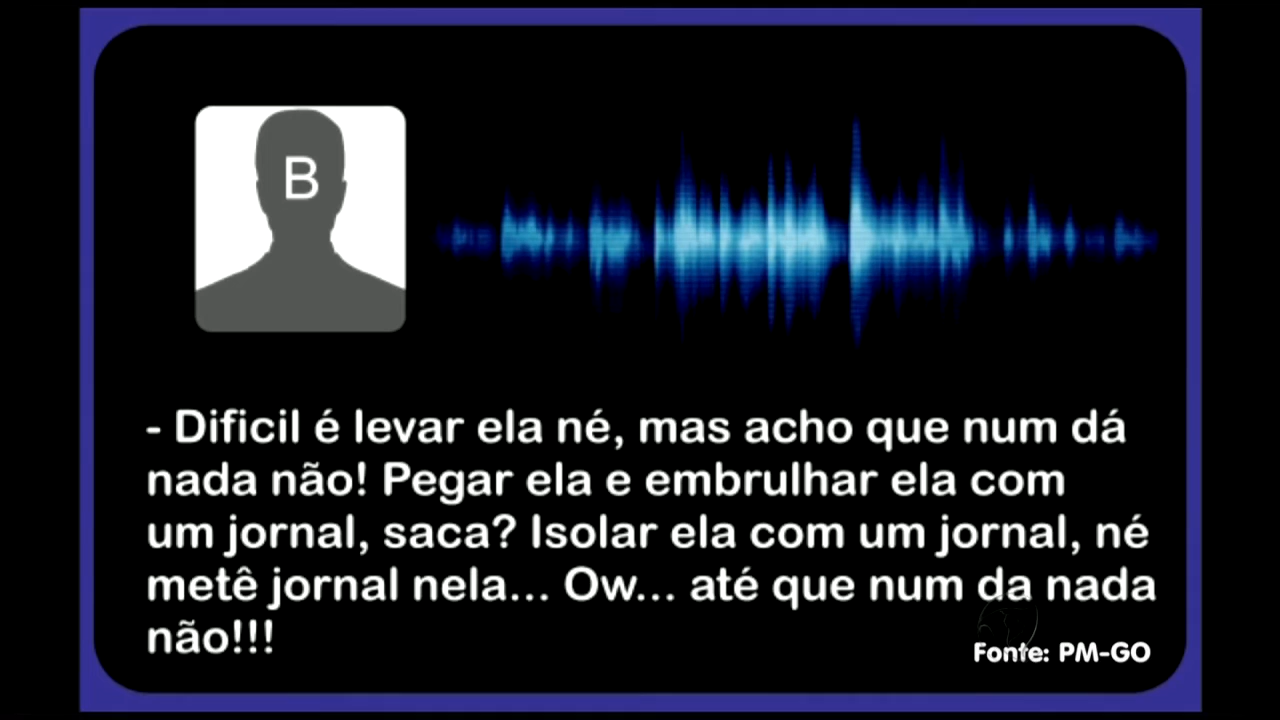 B
- Dificil é levar ela né, mas acho que num dá
nada não! Pegar ela e embrulhar ela com
um jornal, saca? Isolar ela com um jornal, né
metê jornal nela... Ow... até que num da nada
não!!!
Fonte: PM-GO